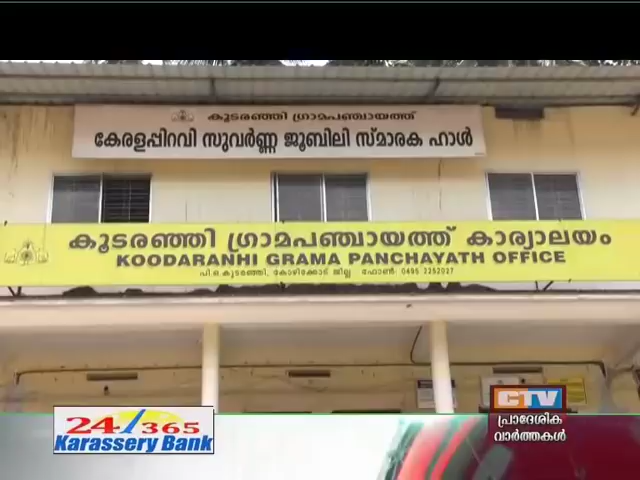 കൂടരഞ്ഞി ഗ്രാമപഞ്ചായത്ത്
കേരളപ്പിറവി സുവർണ്ണ ജൂബിലി സ്മാരക ഹാൾ
കൂടരഞ്ഞി ഗ്രാമപഞ്ചായത്ത് കാര്യാലയം
KOODARANHI GRAMA PANCHAYATH OFFICE
പി.ഒ.കൂടരഞ്ഞി, കോഴിക്കോട് ജില്ല ഫോൺ: 0495 2252027
24/365
Karassery Bank
CTV
പ്രാദേശിക
വാർത്തകൾ